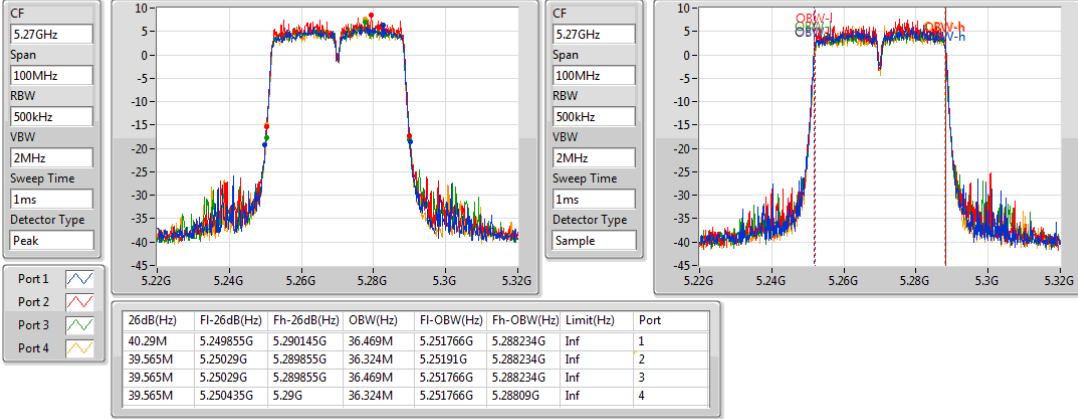 CF
5.27GHz
Span
100MHz
RBW
500kHz
VBW
2MHz
Sweep Time
1ms
Detector Type
Peak
Port 1
Port 2
Port 3
Port 4
10
5
0
-5
-10
-15
-20
-25
-30
-35
-40
-45
5.22G 5.24G 5.26G 5.28G 5.3G 5.32G
CF
5.27GHz
Span
100MHz
RBW
500kHz
VBW
2MHz
Sweep Time
1ms
Detector Type
Sample
10
5
0
-5
-10
-15
-20
-25
-30
-35
-40
-45
OBW-l
OBW-h
5.22G 5.24G 5.26G 5.28G 5.3G 5.32G
26dB(Hz) Fl-26dB(Hz) Fh-26dB(Hz) OBW(Hz) Fl-OBW(Hz) Fh-OBW(Hz) Limit(Hz) Port
40.29M 5.249855G 5.290145G 36.469M 5.251766G 5.288234G Inf 1
39.565M 5.25029G 5.289855G 36.324M 5.25191G 5.288234G Inf 2
39.565M 5.25029G 5.289855G 36.469M 5.251766G 5.288234G Inf 3
39.565M 5.250435G 5.29G 36.324M 5.251766G 5.28809G Inf 4